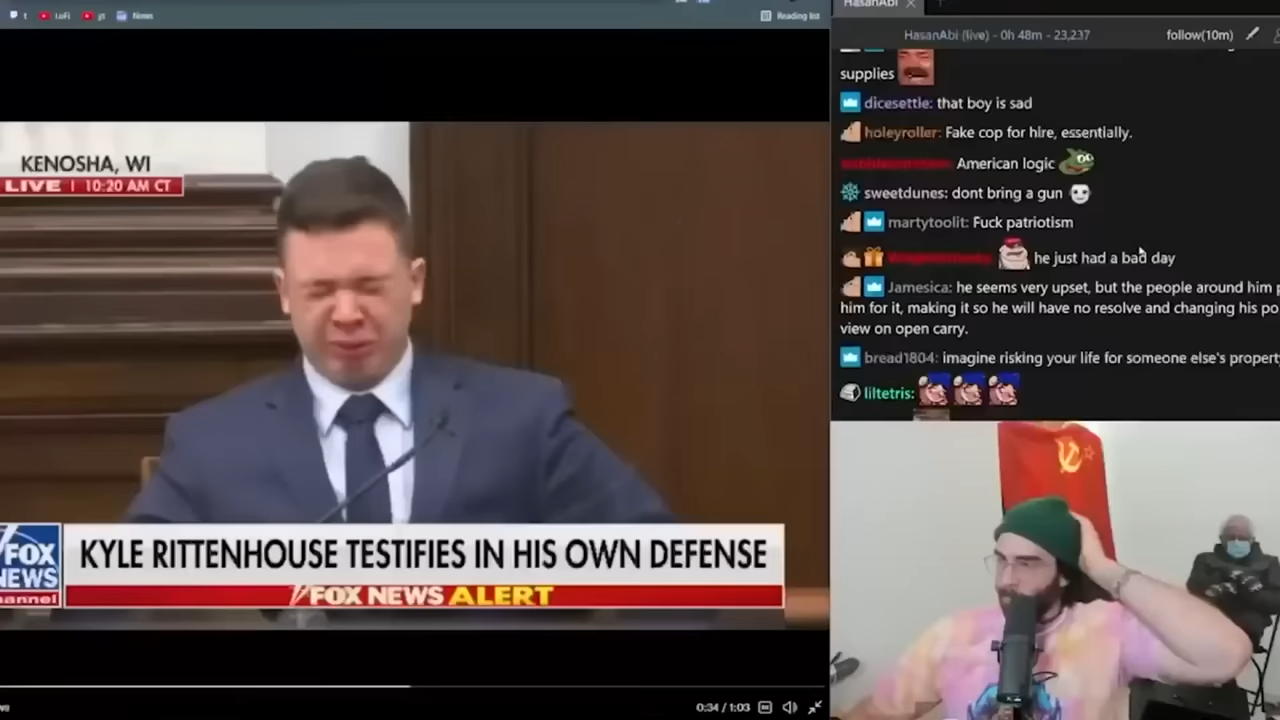 t
LoFi
yt
News
Reading list
HasanAbi
HasanAbi (live) - 0h 48m - 23,237
follow(10m)
supplies
dicesettle: that boy is sad
holeyroller: Fake cop for hire, essentially.
American logic
sweetdunes: dont bring a gun
martytoolit: Fuck patriotism
he just had a bad day
Jamesica: he seems very upset, but the people around him p
him for it, making it so he will have no resolve and changing his po
view on open carry.
bread1804: imagine risking your life for someone else's propert
liltetris:
KENOSHA, WI
LIVE | 10:20 AM CT
FOX
NEWS
channel
KYLE RITTENHOUSE TESTIFIES IN HIS OWN DEFENSE
FOX NEWS ALERT
0:34 / 1:03